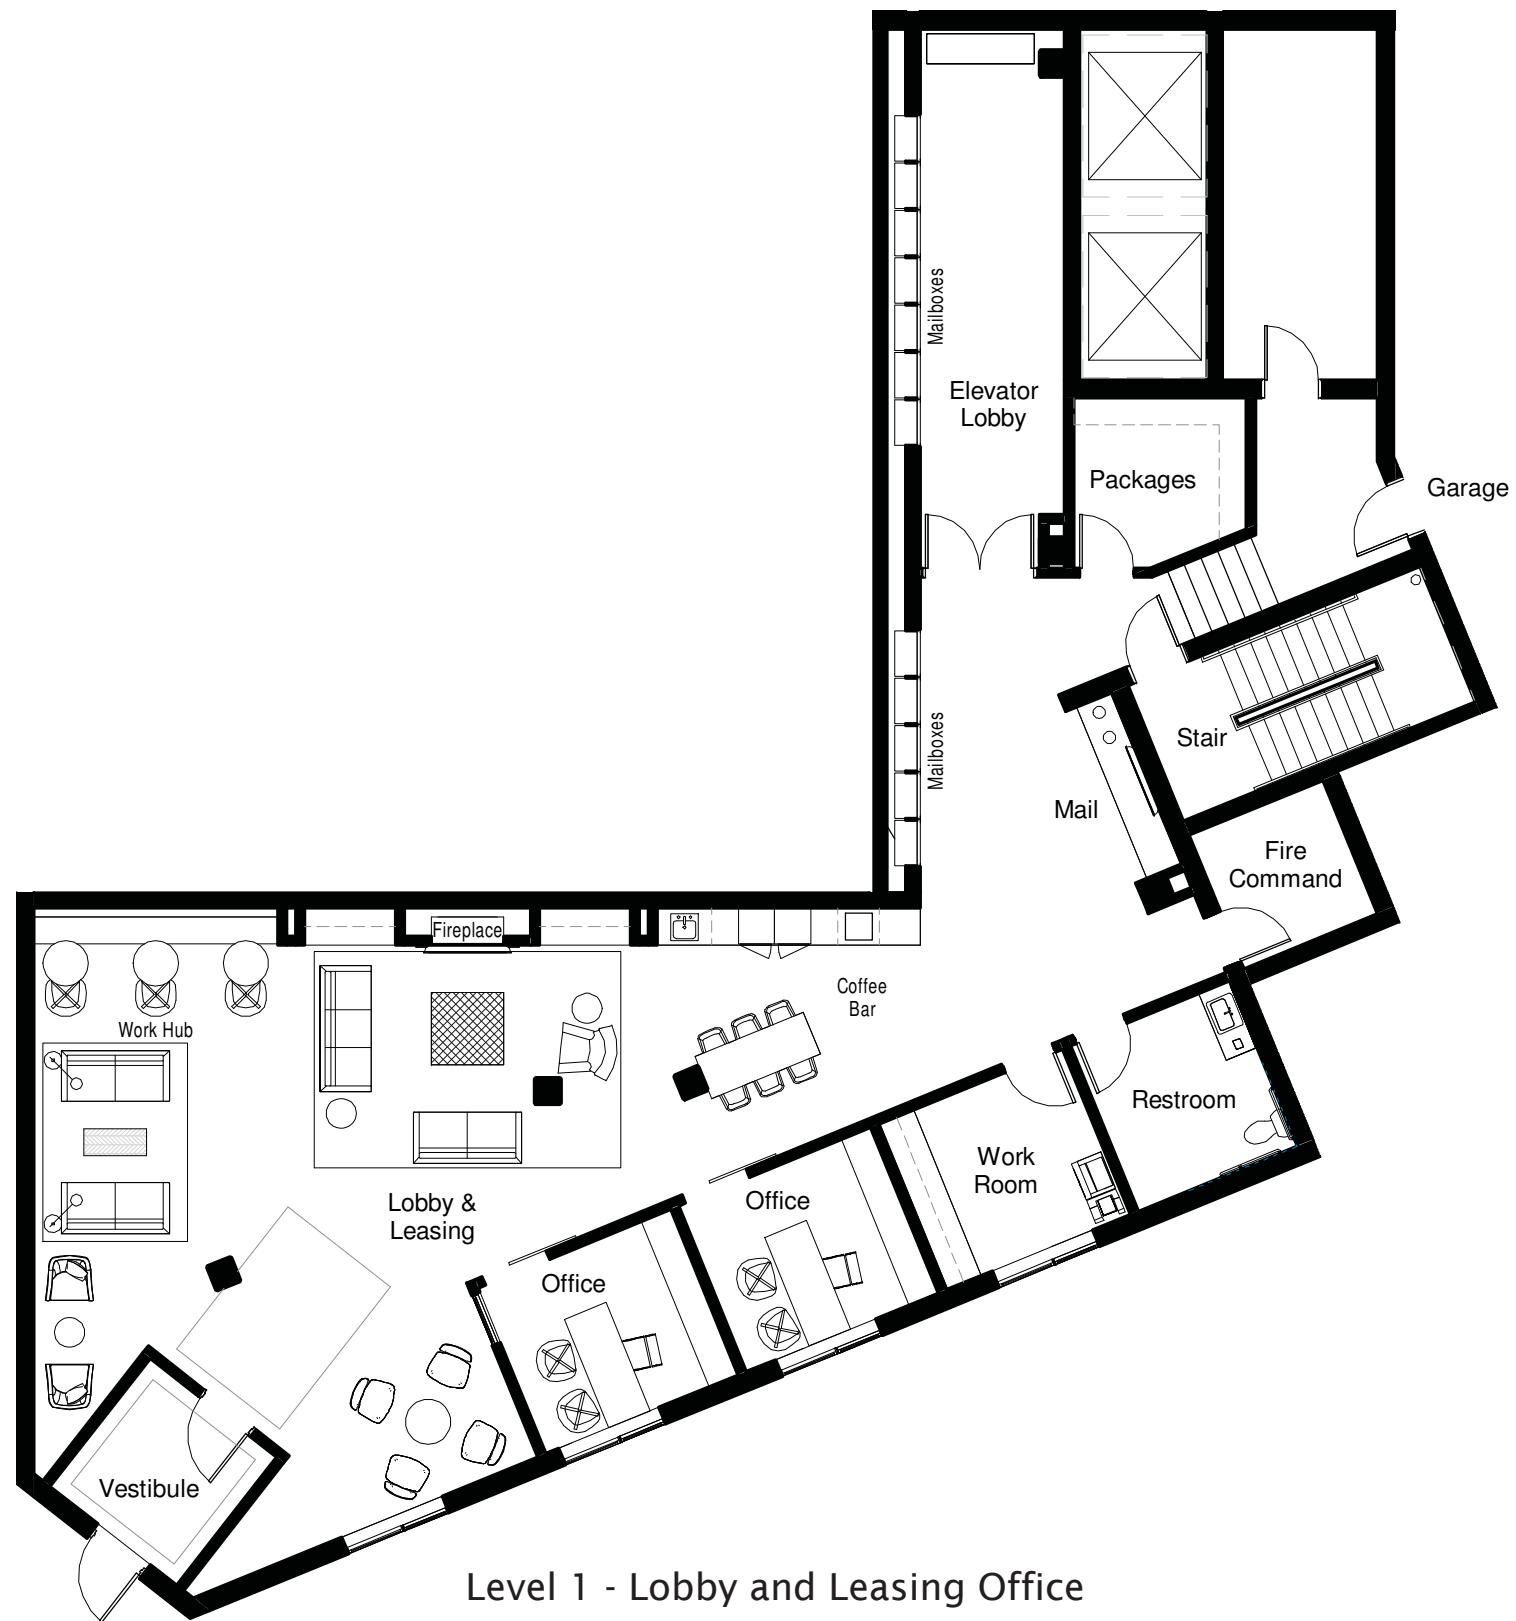 Mailboxes
Elevator
Lobby
Packages
Garage
Mailboxes
Stair
Mail
Fire
Command
Fireplace
Coffee
Bar
Work Hub
Restroom
Work
Room
Lobby &
Leasing
Office
Office
Vestibule
Level 1 - Lobby and Leasing Office